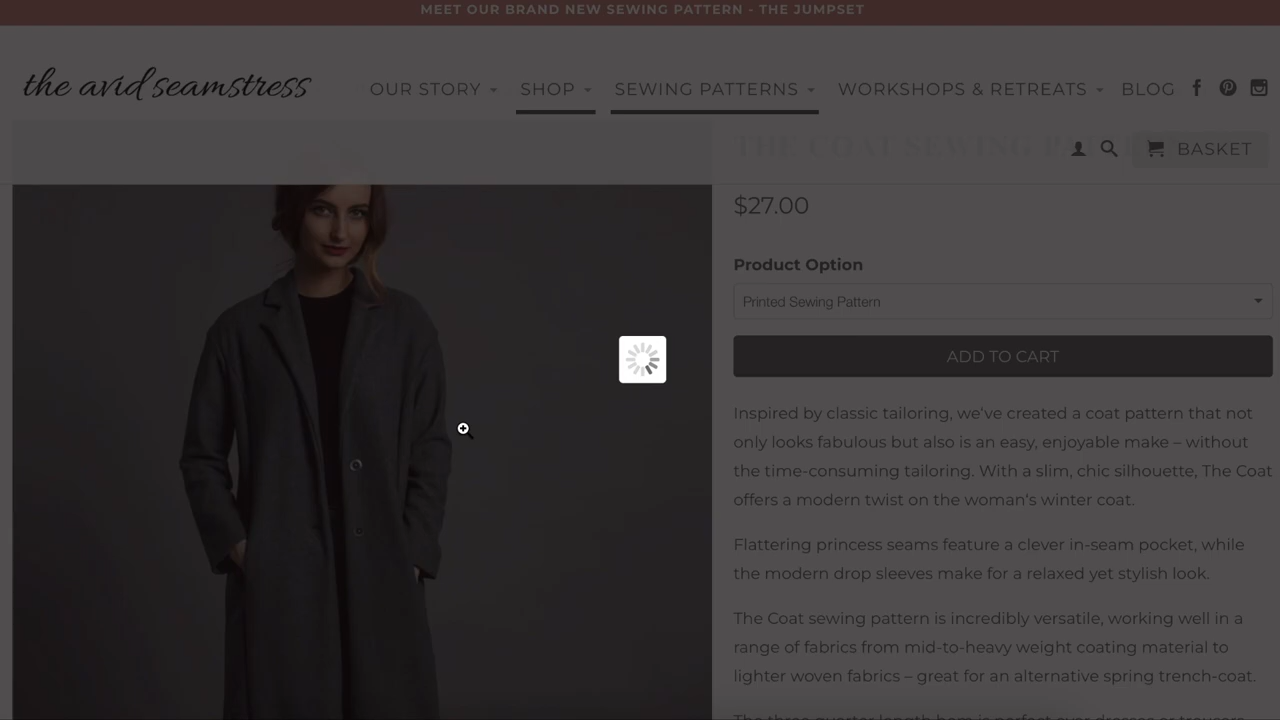 MEET OUR BRAND NEW SEWING PATTERN - THE JUMPSET
the avid seamstress
OUR STORY SHOP SEWING PATTERNS WORKSHOPS & RETREATS BLOG
THE COAT SEWING
BASKET
$27.00
Product Option
Printed Sewing Pattern
ADD TO CART
Inspired by classic tailoring, we've created a coat pattern that not
only looks fabulous but also is an easy, enjoyable make – without
the time-consuming tailoring. With a slim, chic silhouette, The Coat
offers a modern twist on the woman's winter coat.
Flattering princess seams feature a clever in-seam pocket, while
the modern drop sleeves make for a relaxed yet stylish look.
The Coat sewing pattern is incredibly versatile, working well in a
range of fabrics from mid-to-heavy weight coating material to
lighter woven fabrics – great for an alternative spring trench-coat.